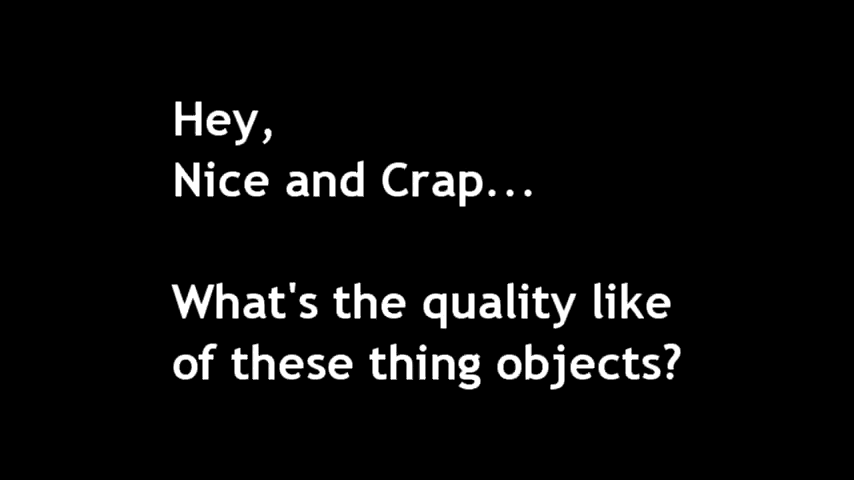 Hey,
Nice and Crap...
What's the quality like
of these thing objects?